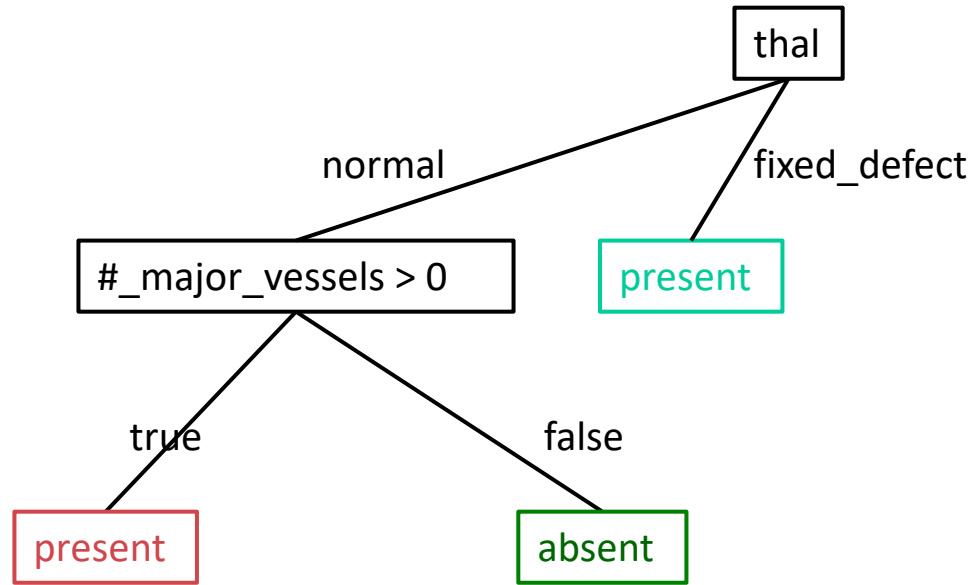 thal
normal
fixed_defect
#_major_vessels > 0
present
true
false
present
absent